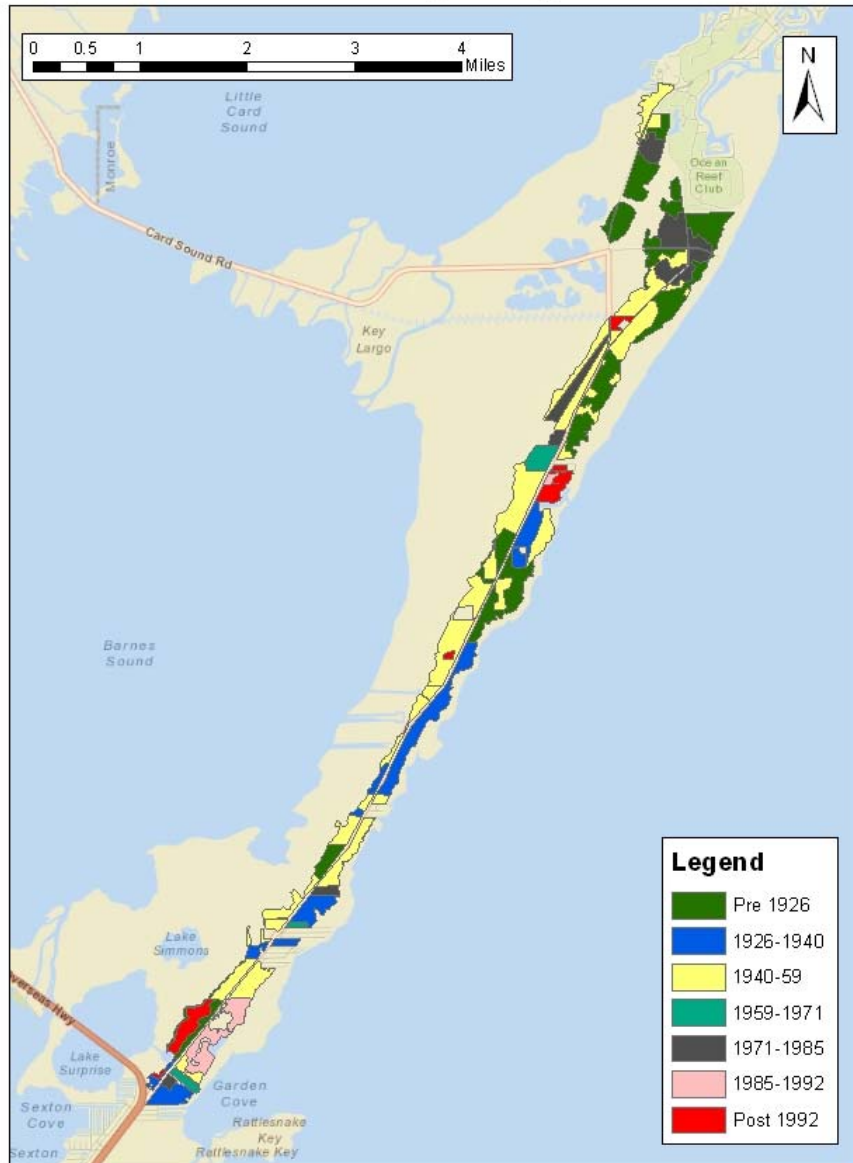 0 0.5 1 2 3 4
Miles
N
Little
Card
Sound
Monroe
Ocean
Reef
Club
Card Sound Rd
Key
Largo
Barnes
Sound
Lake
Simmons
Overseas Hwy
Lake
Surprise
Garden
Cove
Sexton
Cove
Rattlesnake
Key
Sexton
Rattlesnake Key
Legend
Pre 1926
1926-1940
1940-59
1959-1971
1971-1985
1985-1992
Post 1992